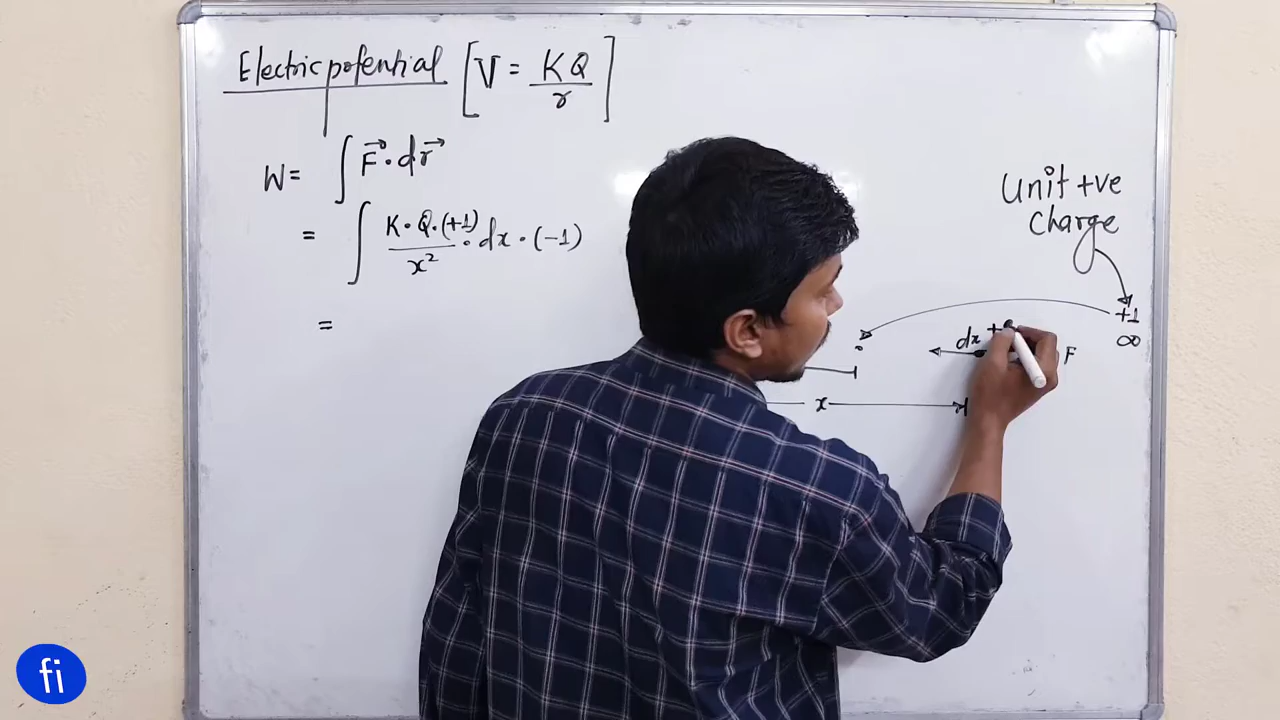 Electric potential [V = KQ/r]
W = ∫ F⃗ · dr⃗
= ∫ K · Q · (+1)/x² · dx · (-1)
=
Unit +ve
charge
+1
∞
dx +
F
x
fi